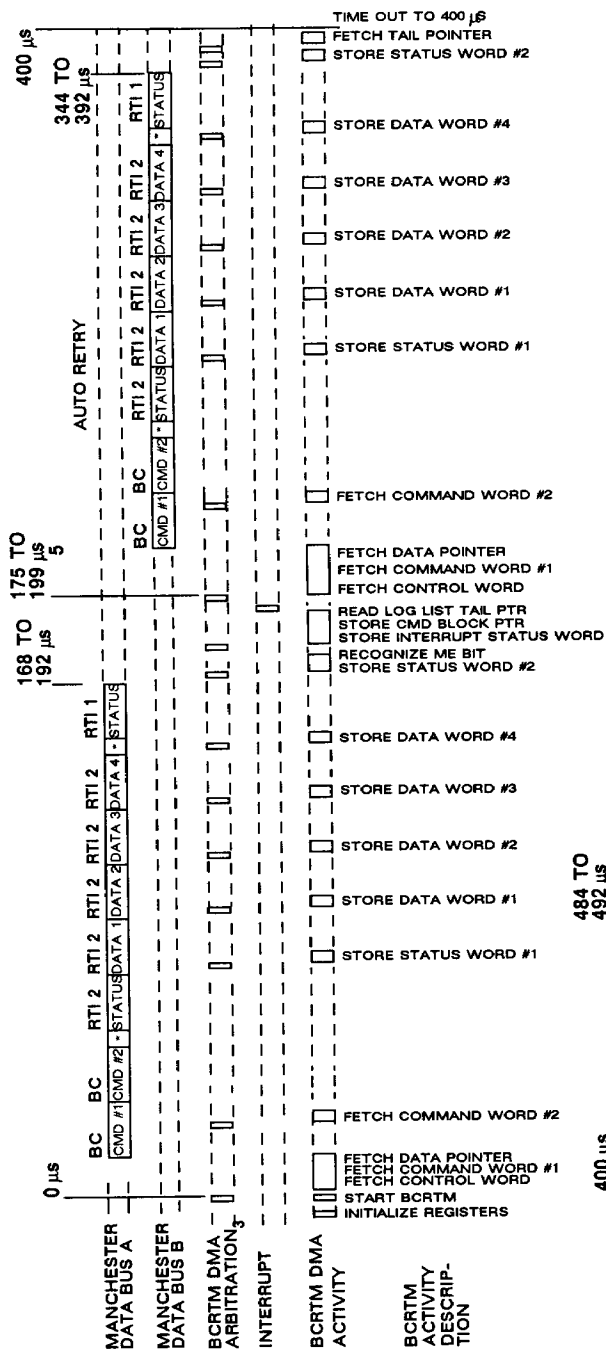 TIME OUT TO 400 µS
FETCH TAIL POINTER
STORE STATUS WORD #2
STORE DATA WORD #4
STORE DATA WORD #3
STORE DATA WORD #2
STORE DATA WORD #1
STORE STATUS WORD #1
FETCH COMMAND WORD #2
FETCH DATA POINTER
FETCH COMMAND WORD #1
FETCH CONTROL WORD
READ LOG LIST TAIL PTR
STORE CMD BLOCK PTR
STORE INTERRUPT STATUS WORD
RECOGNIZE ME BIT
STORE STATUS WORD #2
STORE DATA WORD #4
STORE DATA WORD #3
STORE DATA WORD #2
STORE DATA WORD #1
STORE STATUS WORD #1
FETCH COMMAND WORD #2
FETCH DATA POINTER
FETCH COMMAND WORD #1
FETCH CONTROL WORD
START BCRTM
INITIALIZE REGISTERS
0 µs
168 TO
192 µs
175 TO
199 µs
5
AUTO RETRY
344 TO
392 µs
400 µs
MANCHESTER
DATA BUS A
BC
BC
RTI 2
RTI 2
RTI 2
RTI 2
RTI 2
RTI 1
CMD #1
CMD #2
*
STATUS
DATA 1
DATA 2
DATA 3
DATA 4
*
STATUS
MANCHESTER
DATA BUS B
BC
BC
RTI 2
RTI 2
RTI 2
RTI 2
RTI 2
RTI 1
CMD #1
CMD #2
*
STATUS
DATA 1
DATA 2
DATA 3
DATA 4
*
STATUS
BCRTM DMA
ARBITRATION3
INTERRUPT
BCRTM DMA
ACTIVITY
BCRTM
ACTIVITY
DESCRIP-
TION
400 µs
484 TO
492 µs